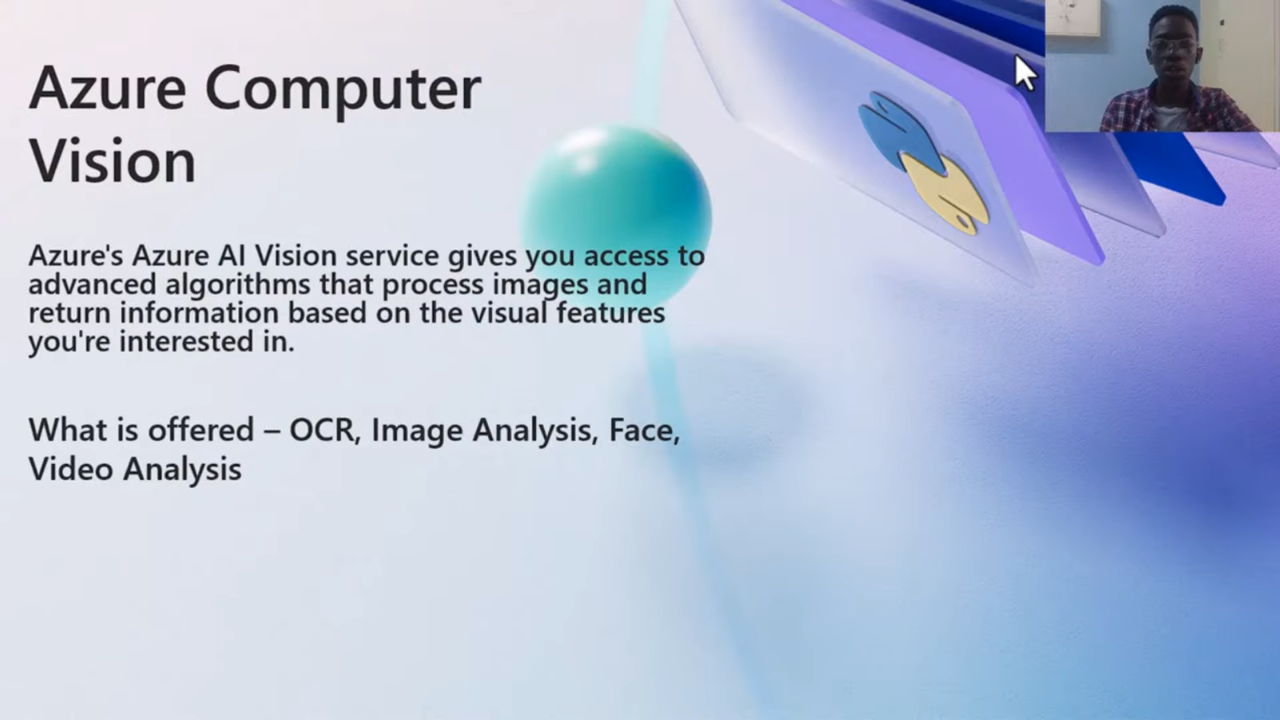 Azure Computer
Vision
Azure's Azure AI Vision service gives you access to
advanced algorithms that process images and
return information based on the visual features
you're interested in.
What is offered – OCR, Image Analysis, Face,
Video Analysis